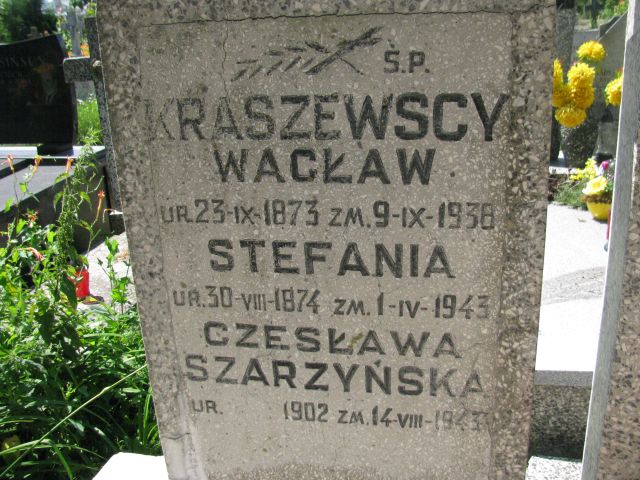 Ś.P.
KRASZEWSCY
WACŁAW
UR. 23-IX-1873 ZM. 9-IX-1938
STEFANIA
UR. 30-VIII-1874 ZM. 1-IV-1943
CZESŁAWA
SZARZYŃSKA
UR. 1902 ZM. 14-VIII-1943